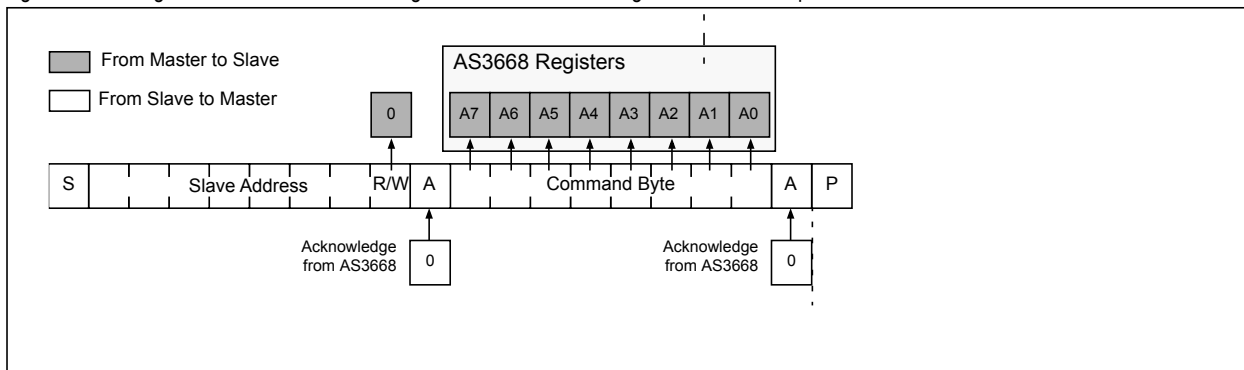 From Master to Slave
From Slave to Master
AS3668 Registers
0 A7 A6 A5 A4 A3 A2 A1 A0
S Slave Address R/W A Command Byte A P
Acknowledge
from AS3668
0
Acknowledge
from AS3668
0